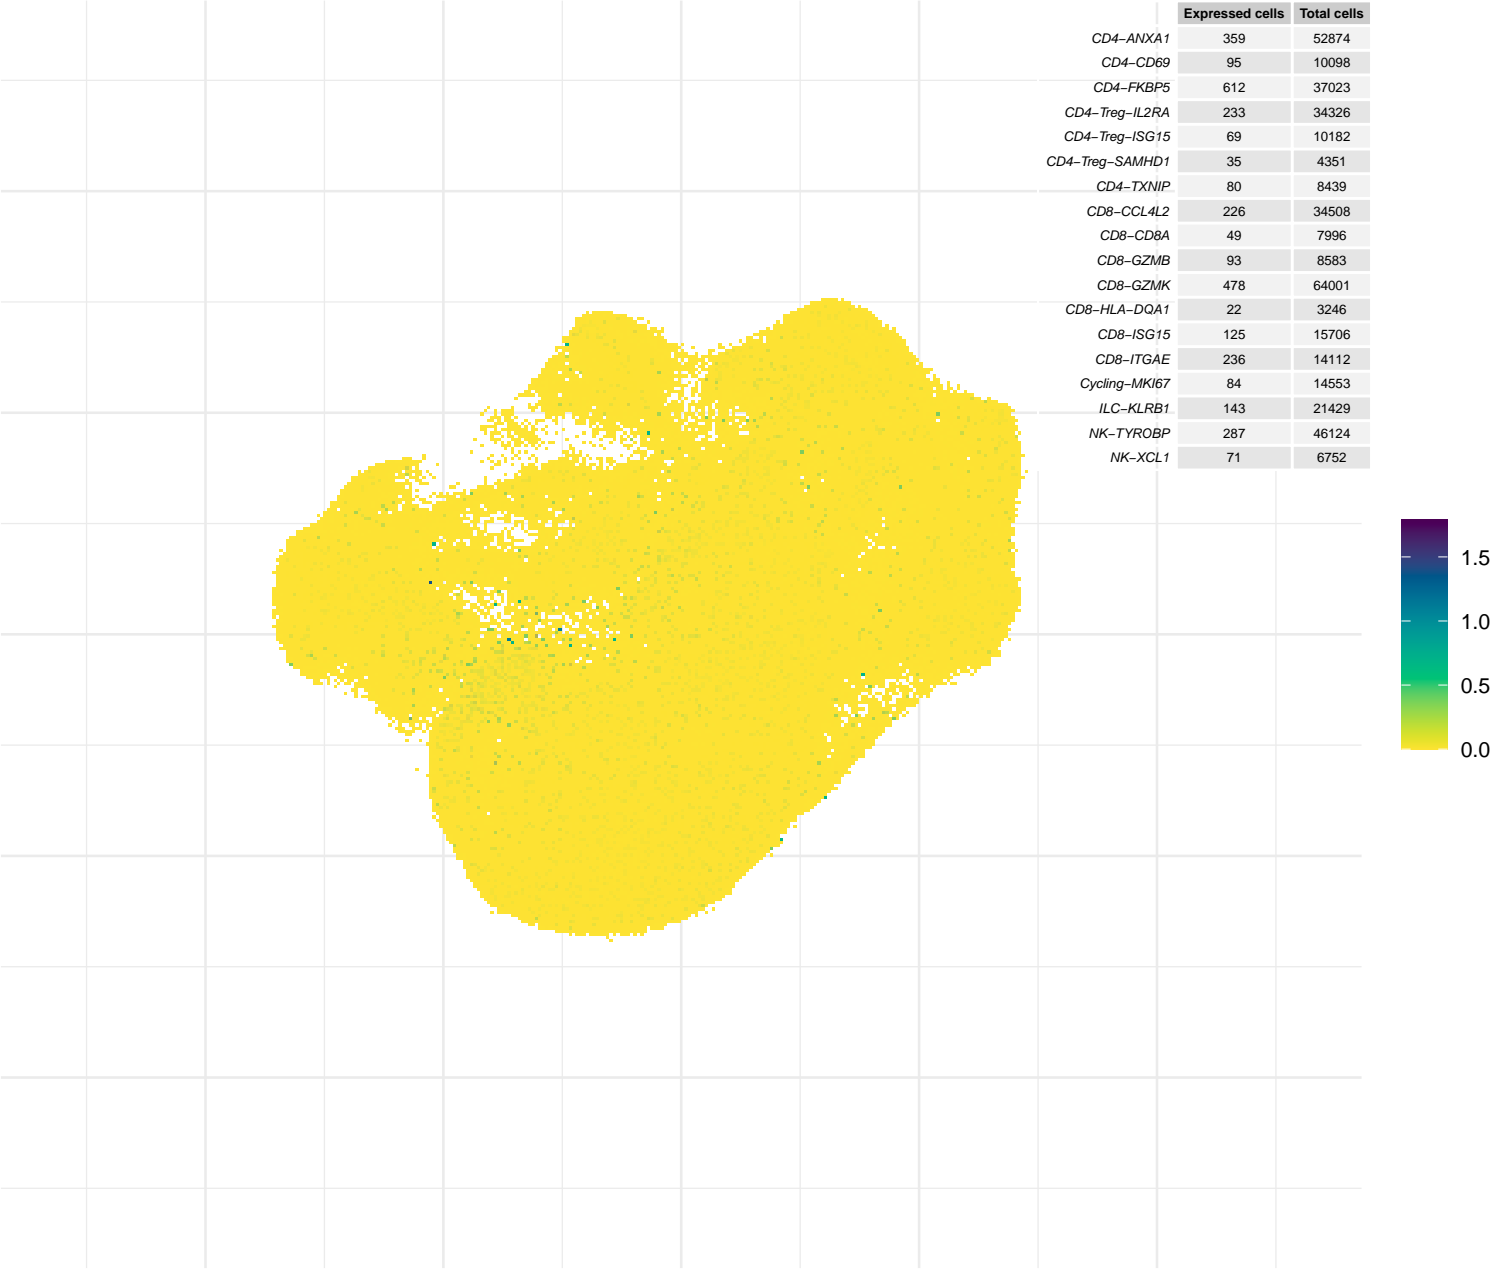 Expressed cells Total cells
CD4−ANXA1 359 52874
CD4−CD69 95 10098
CD4−FKBP5 612 37023
CD4−Treg−IL2RA 233 34326
CD4−Treg−ISG15 69 10182
CD4−Treg−SAMHD1 35 4351
CD4−TXNIP 80 8439
CD8−CCL4L2 226 34508
CD8−CD8A 49 7996
CD8−GZMB 93 8583
CD8−GZMK 478 64001
CD8−HLA−DQA1 22 3246
CD8−ISG15 125 15706
CD8−ITGAE 236 14112
Cycling−MKI67 84 14553
ILC−KLRB1 143 21429
NK−TYROBP 287 46124
NK−XCL1 71 6752
1.5
1.0
0.5
0.0